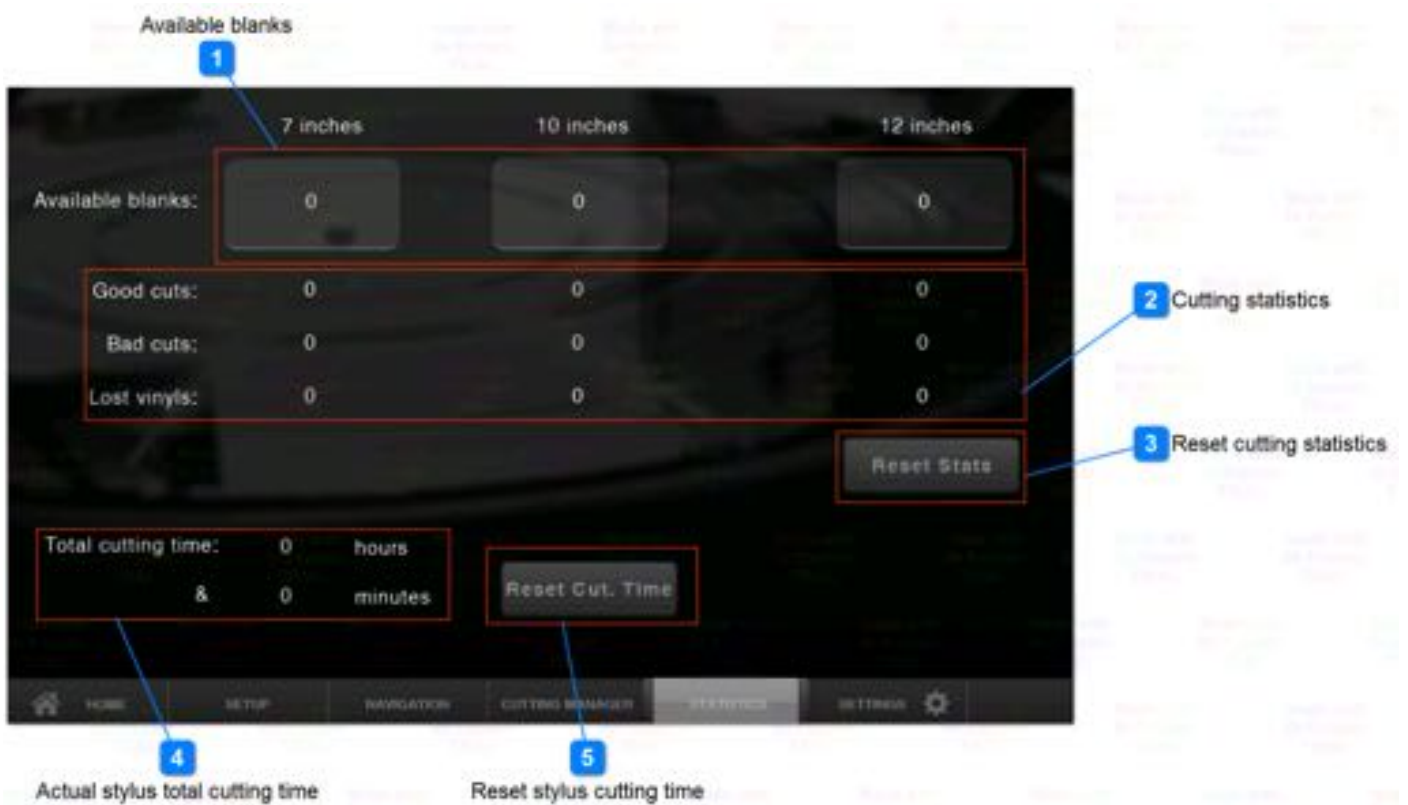 Available blanks
1
7 inches 10 inches 12 inches
Available blanks: 0 0 0
Good cuts: 0 0 0
Bad cuts: 0 0 0
Lost vinyls: 0 0 0
2 Cutting statistics
3 Reset cutting statistics
Reset Stats
Total cutting time: 0 hours
& 0 minutes
Reset Cut. Time
HOME SETUP NAVIGATION CUTTING MANAGER STATISTICS SETTINGS
4 5
Actual stylus total cutting time Reset stylus cutting time